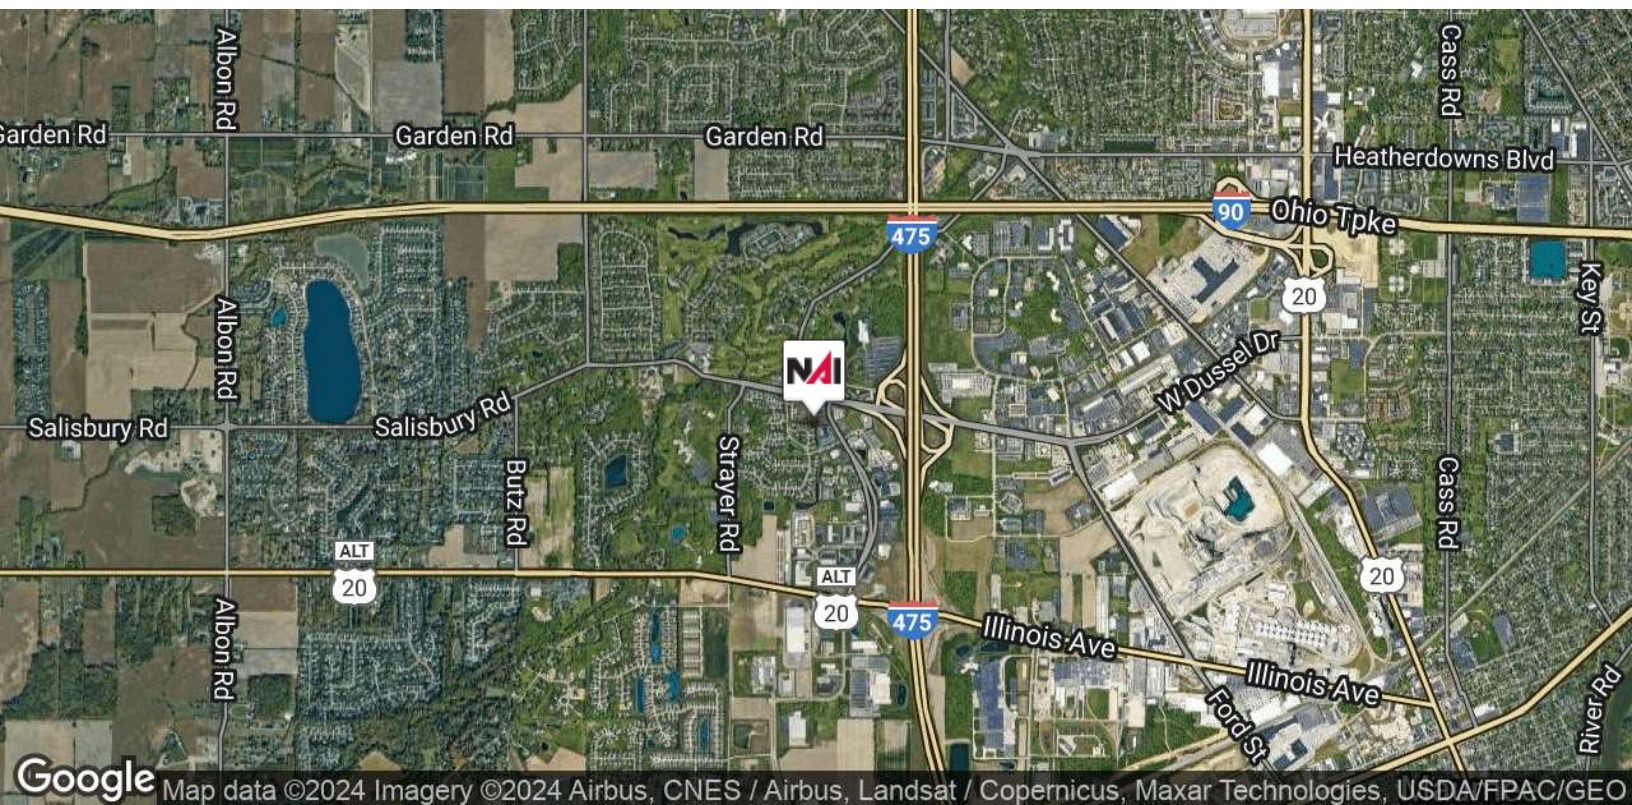 Albon Rd
Cass Rd
Garden Rd
Garden Rd
Garden Rd
Heatherdowns Blvd
90
Ohio Tpke
475
Key St
20
Albon Rd
NAI
W Dussel Dr
Salisbury Rd
Salisbury Rd
Strayer Rd
Butz Rd
Cass Rd
ALT
20
ALT
20
20
475
Illinois Ave
Illinois Ave
Albon Rd
Ford St
River Rd
Google
Map data ©2024 Imagery ©2024 Airbus, CNES / Airbus, Landsat / Copernicus, Maxar Technologies, USDA/FPAC/GEO